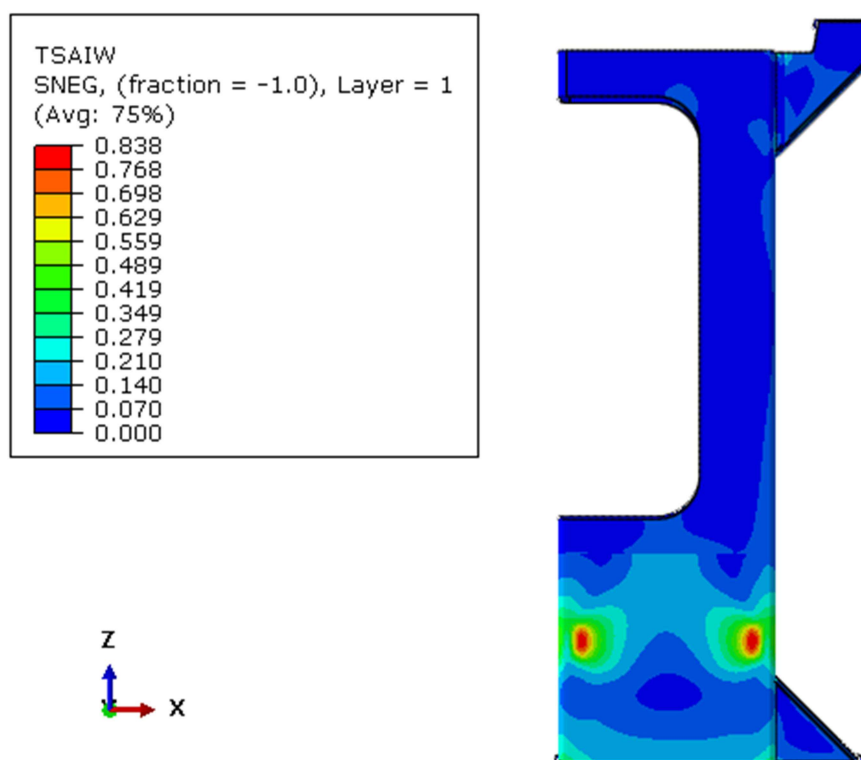 TSAIW
SNEG, (fraction = -1.0), Layer = 1
(Avg: 75%)
0.838
0.768
0.698
0.629
0.559
0.489
0.419
0.349
0.279
0.210
0.140
0.070
0.000
Z
X